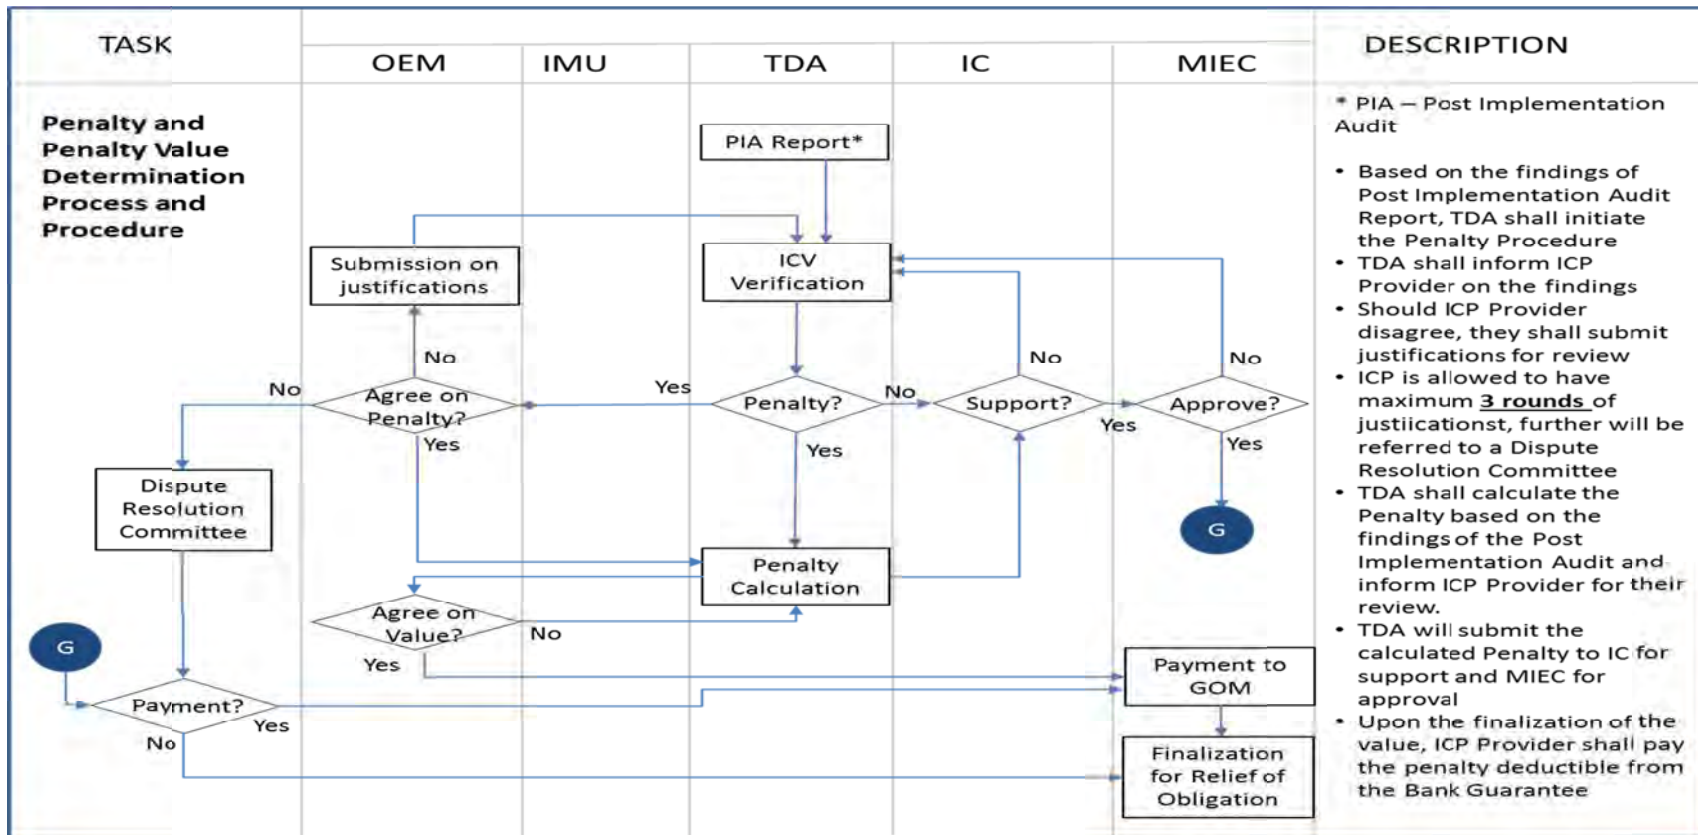 TASK
OEM
IMU
TDA
IC
MIEC
DESCRIPTION
Penalty and
Penalty Value
Determination
Process and
Procedure
PIA Report*
Submission on
justifications
ICV
Verification
No
No
No
No
Agree on
Penalty?
Yes
Penalty?
No
Support?
Yes
Approve?
Yes
Yes
Yes
Dispute
Resolution
Committee
G
Penalty
Calculation
Agree on
Value?
No
Yes
G
Payment?
Yes
No
Payment to
GOM
Finalization
for Relief of
Obligation
* PIA – Post Implementation
Audit
• Based on the findings of
Post Implementation Audit
Report, TDA shall initiate
the Penalty Procedure
• TDA shall inform ICP
Provider on the findings
• Should ICP Provider
disagree, they shall submit
justifications for review
• ICP is allowed to have
maximum 3 rounds of
justiicationst, further will be
referred to a Dispute
Resolution Committee
• TDA shall calculate the
Penalty based on the
findings of the Post
Implementation Audit and
inform ICP Provider for their
review.
• TDA will submit the
calculated Penalty to IC for
support and MIEC for
approval
• Upon the finalization of the
value, ICP Provider shall pay
the penalty deductible from
the Bank Guarantee